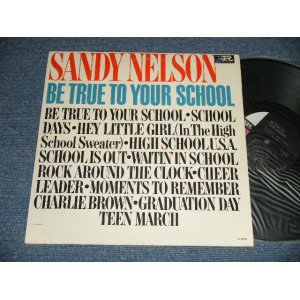 SANDY NELSON
BE TRUE TO YOUR SCHOOL
BE TRUE TO YOUR SCHOOL • SCHOOL
DAYS • HEY LITTLE GIRL (In The High
School Sweater) • HIGH SCHOOL U.S.A.
SCHOOL IS OUT • WAITIN' IN SCHOOL
ROCK AROUND THE CLOCK • CHEER
LEADER • MOMENTS TO REMEMBER
CHARLIE BROWN • GRADUATION DAY
TEEN MARCH